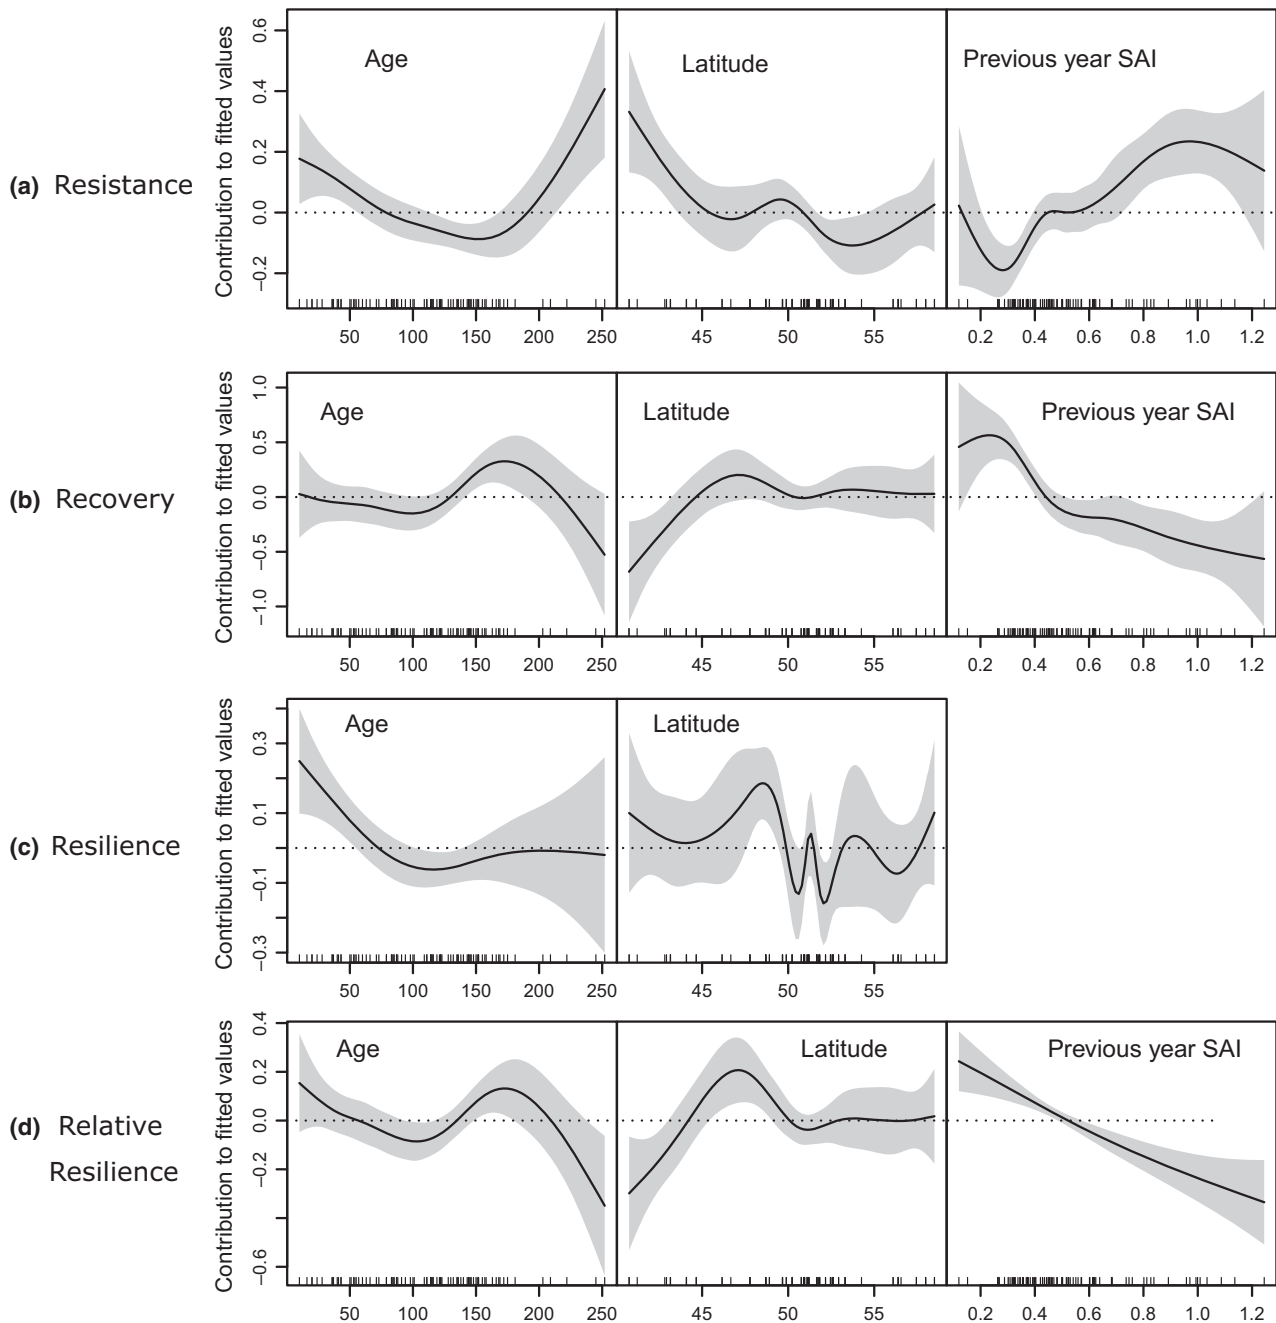 Contribution to fitted values
0.6
0.4
0.2
0.0
−0.2
Age
Latitude
Previous year SAI
(a) Resistance
50 100 150 200 250 45 50 55 0.2 0.4 0.6 0.8 1.0 1.2
Contribution to fitted values
1.0
0.5
0.0
−0.5
−1.0
Age
Latitude
Previous year SAI
(b) Recovery
50 100 150 200 250 45 50 55 0.2 0.4 0.6 0.8 1.0 1.2
Contribution to fitted values
0.3
0.1
−0.1
−0.3
Age
Latitude
(c) Resilience
50 100 150 200 250 45 50 55
Contribution to fitted values
0.4
0.2
0.0
−0.2
−0.6
Age
Latitude
Previous year SAI
(d) Relative
Resilience
50 100 150 200 250 45 50 55 0.2 0.4 0.6 0.8 1.0 1.2